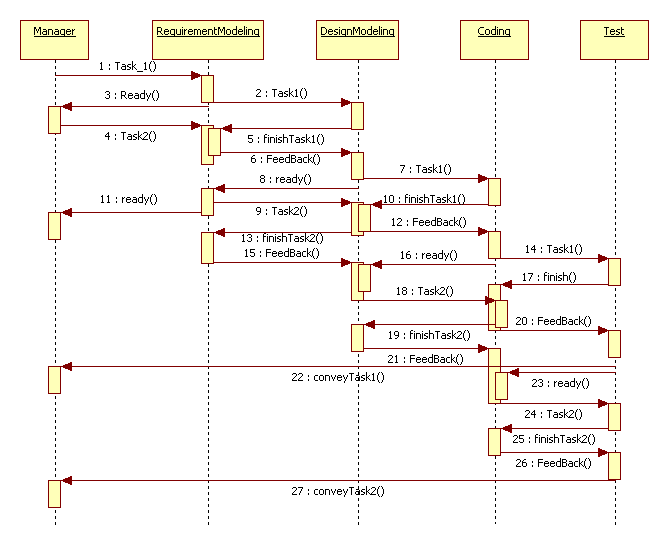 Manager
RequirementModeling
DesignModeling
Coding
Test
1 : Task_1()
2 : Task1()
3 : Ready()
4 : Task2()
5 : finishTask1()
6 : FeedBack()
7 : Task1()
8 : ready()
9 : Task2()
10 : finishTask1()
11 : ready()
12 : FeedBack()
13 : finishTask2()
14 : Task1()
15 : FeedBack()
16 : ready()
17 : finish()
18 : Task2()
19 : finishTask2()
20 : FeedBack()
21 : FeedBack()
22 : conveyTask1()
23 : ready()
24 : Task2()
25 : finishTask2()
26 : FeedBack()
27 : conveyTask2()